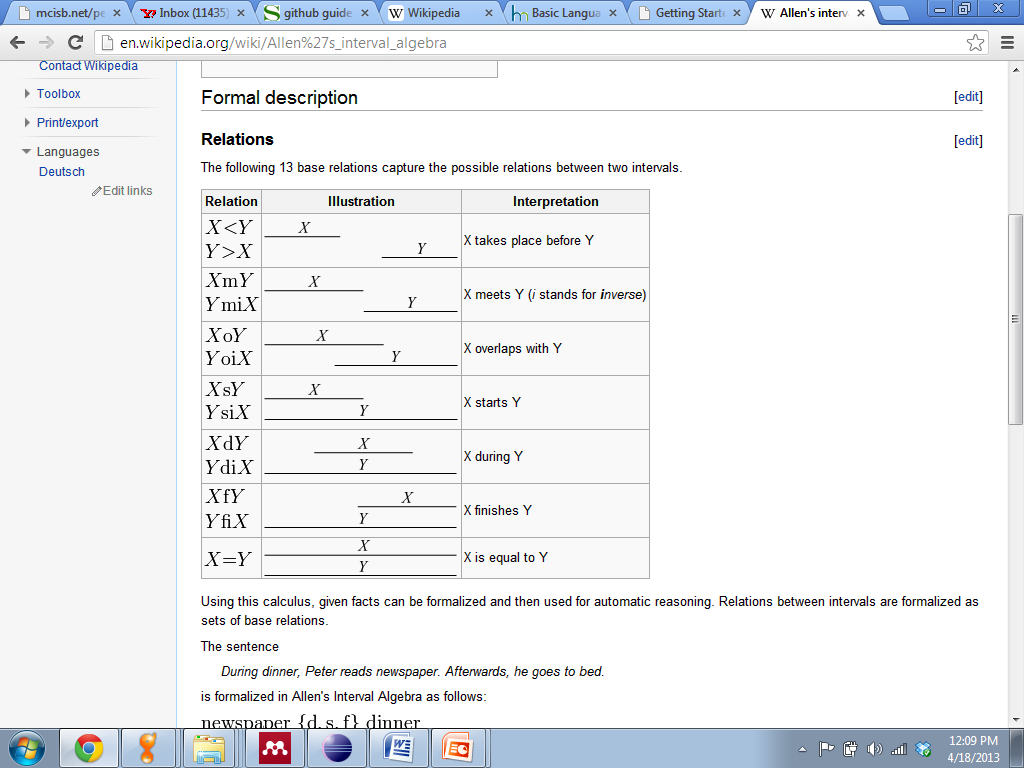 mcisb.net/pe
Inbox (11435)
github guide
Wikipedia
Basic Langua
Getting Starte
Allen's interv
en.wikipedia.org/wiki/Allen%27s_interval_algebra
Contact Wikipedia
Toolbox
Print/export
Languages
Deutsch
Edit links
Formal description [edit]
Relations [edit]
The following 13 base relations capture the possible relations between two intervals.
Relation Illustration Interpretation
X<Y
Y>X
X
Y
X takes place before Y
XmY
YmiX
X
Y
X meets Y (i stands for inverse)
XoY
YoiX
X
Y
X overlaps with Y
XsY
YsiX
X
Y
X starts Y
XdY
YdiX
X
Y
X during Y
XfY
YfiX
X
Y
X finishes Y
X=Y
X
Y
X is equal to Y
Using this calculus, given facts can be formalized and then used for automatic reasoning. Relations between intervals are formalized as
sets of base relations.
The sentence
During dinner, Peter reads newspaper. Afterwards, he goes to bed.
is formalized in Allen's Interval Algebra as follows:
newspaper {d, s, f} dinner
12:09 PM
4/18/2013